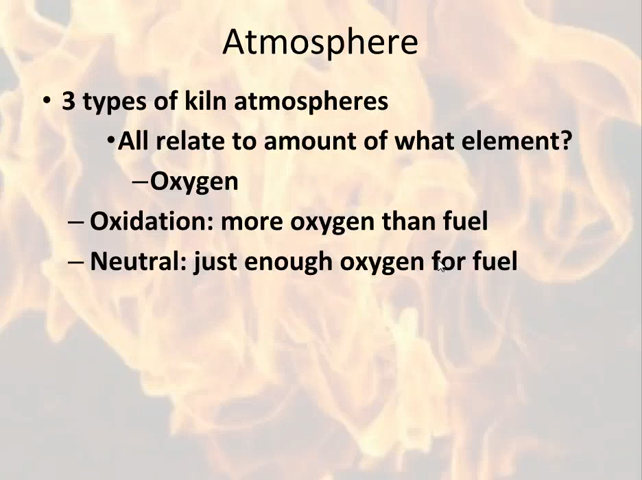 Atmosphere
• 3 types of kiln atmospheres
•All relate to amount of what element?
–Oxygen
– Oxidation: more oxygen than fuel
– Neutral: just enough oxygen for fuel